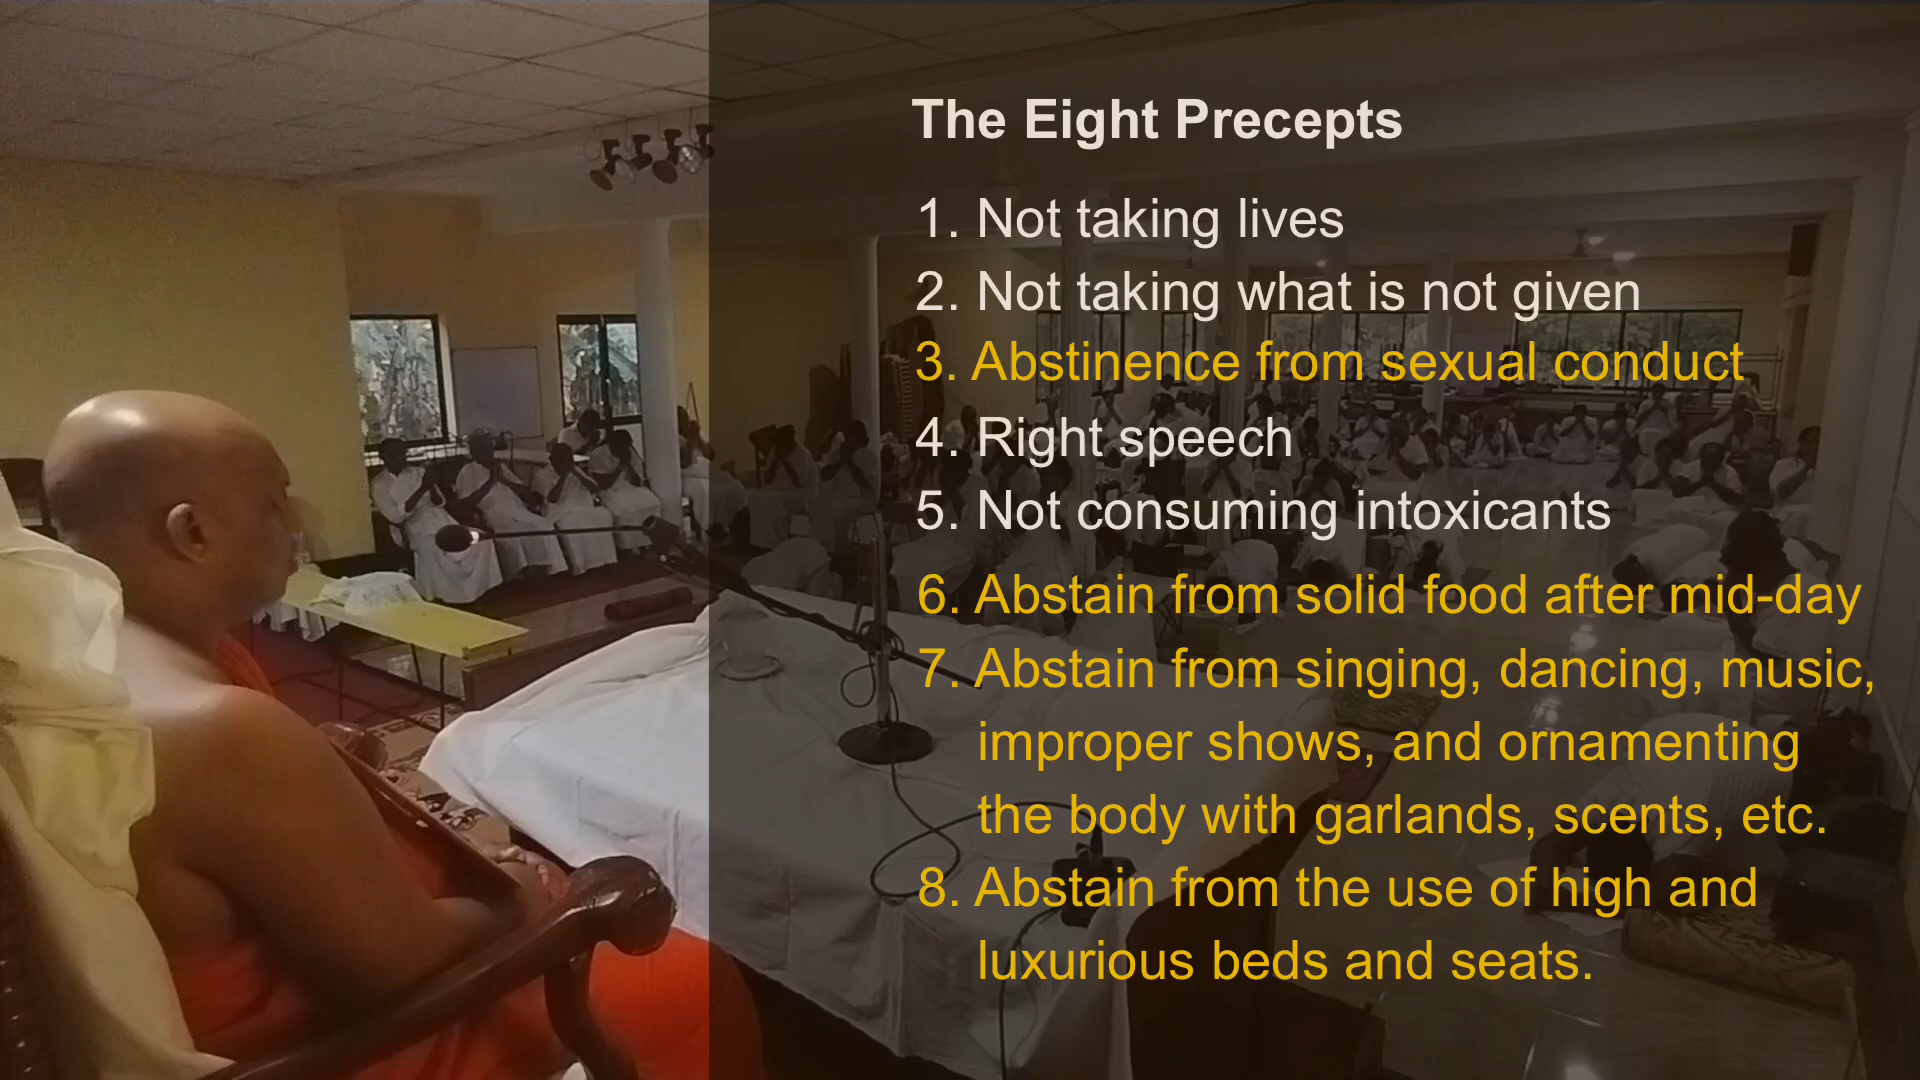 The Eight Precepts
1. Not taking lives
2. Not taking what is not given
3. Abstinence from sexual conduct
4. Right speech
5. Not consuming intoxicants
6. Abstain from solid food after mid-day
7. Abstain from singing, dancing, music,
improper shows, and ornamenting
the body with garlands, scents, etc.
8. Abstain from the use of high and
luxurious beds and seats.